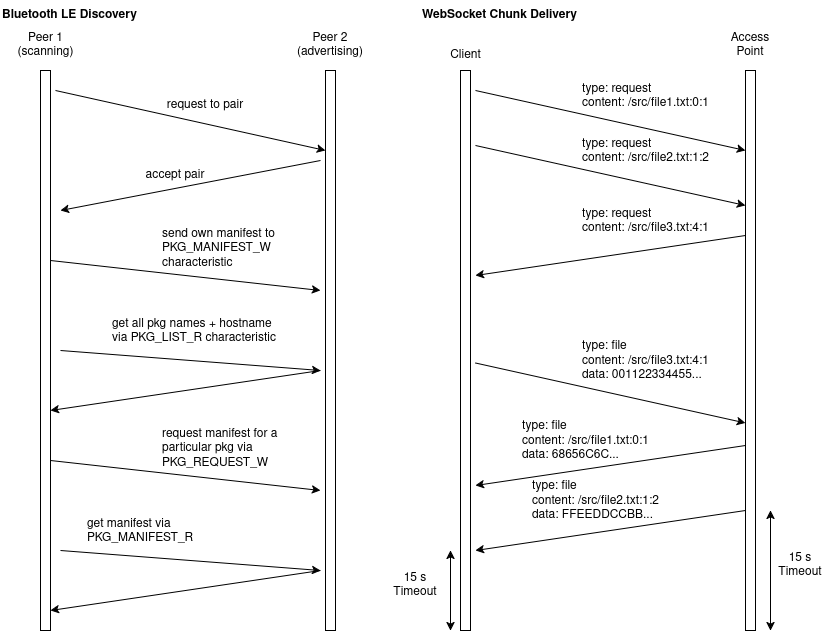 Bluetooth LE Discovery
Peer 1
(scanning)
Peer 2
(advertising)
request to pair
accept pair
send own manifest to
PKG_MANIFEST_W
characteristic
get all pkg names + hostname
via PKG_LIST_R characteristic
request manifest for a
particular pkg via
PKG_REQUEST_W
get manifest via
PKG_MANIFEST_R
WebSocket Chunk Delivery
Client
Access
Point
type: request
content: /src/file1.txt:0:1
type: request
content: /src/file2.txt:1:2
type: request
content: /src/file3.txt:4:1
type: file
content: /src/file3.txt:4:1
data: 001122334455...
type: file
content: /src/file1.txt:0:1
data: 68656C6C...
type: file
content: /src/file2.txt:1:2
data: FFEEDDCCBB...
15 s
Timeout
15 s
Timeout